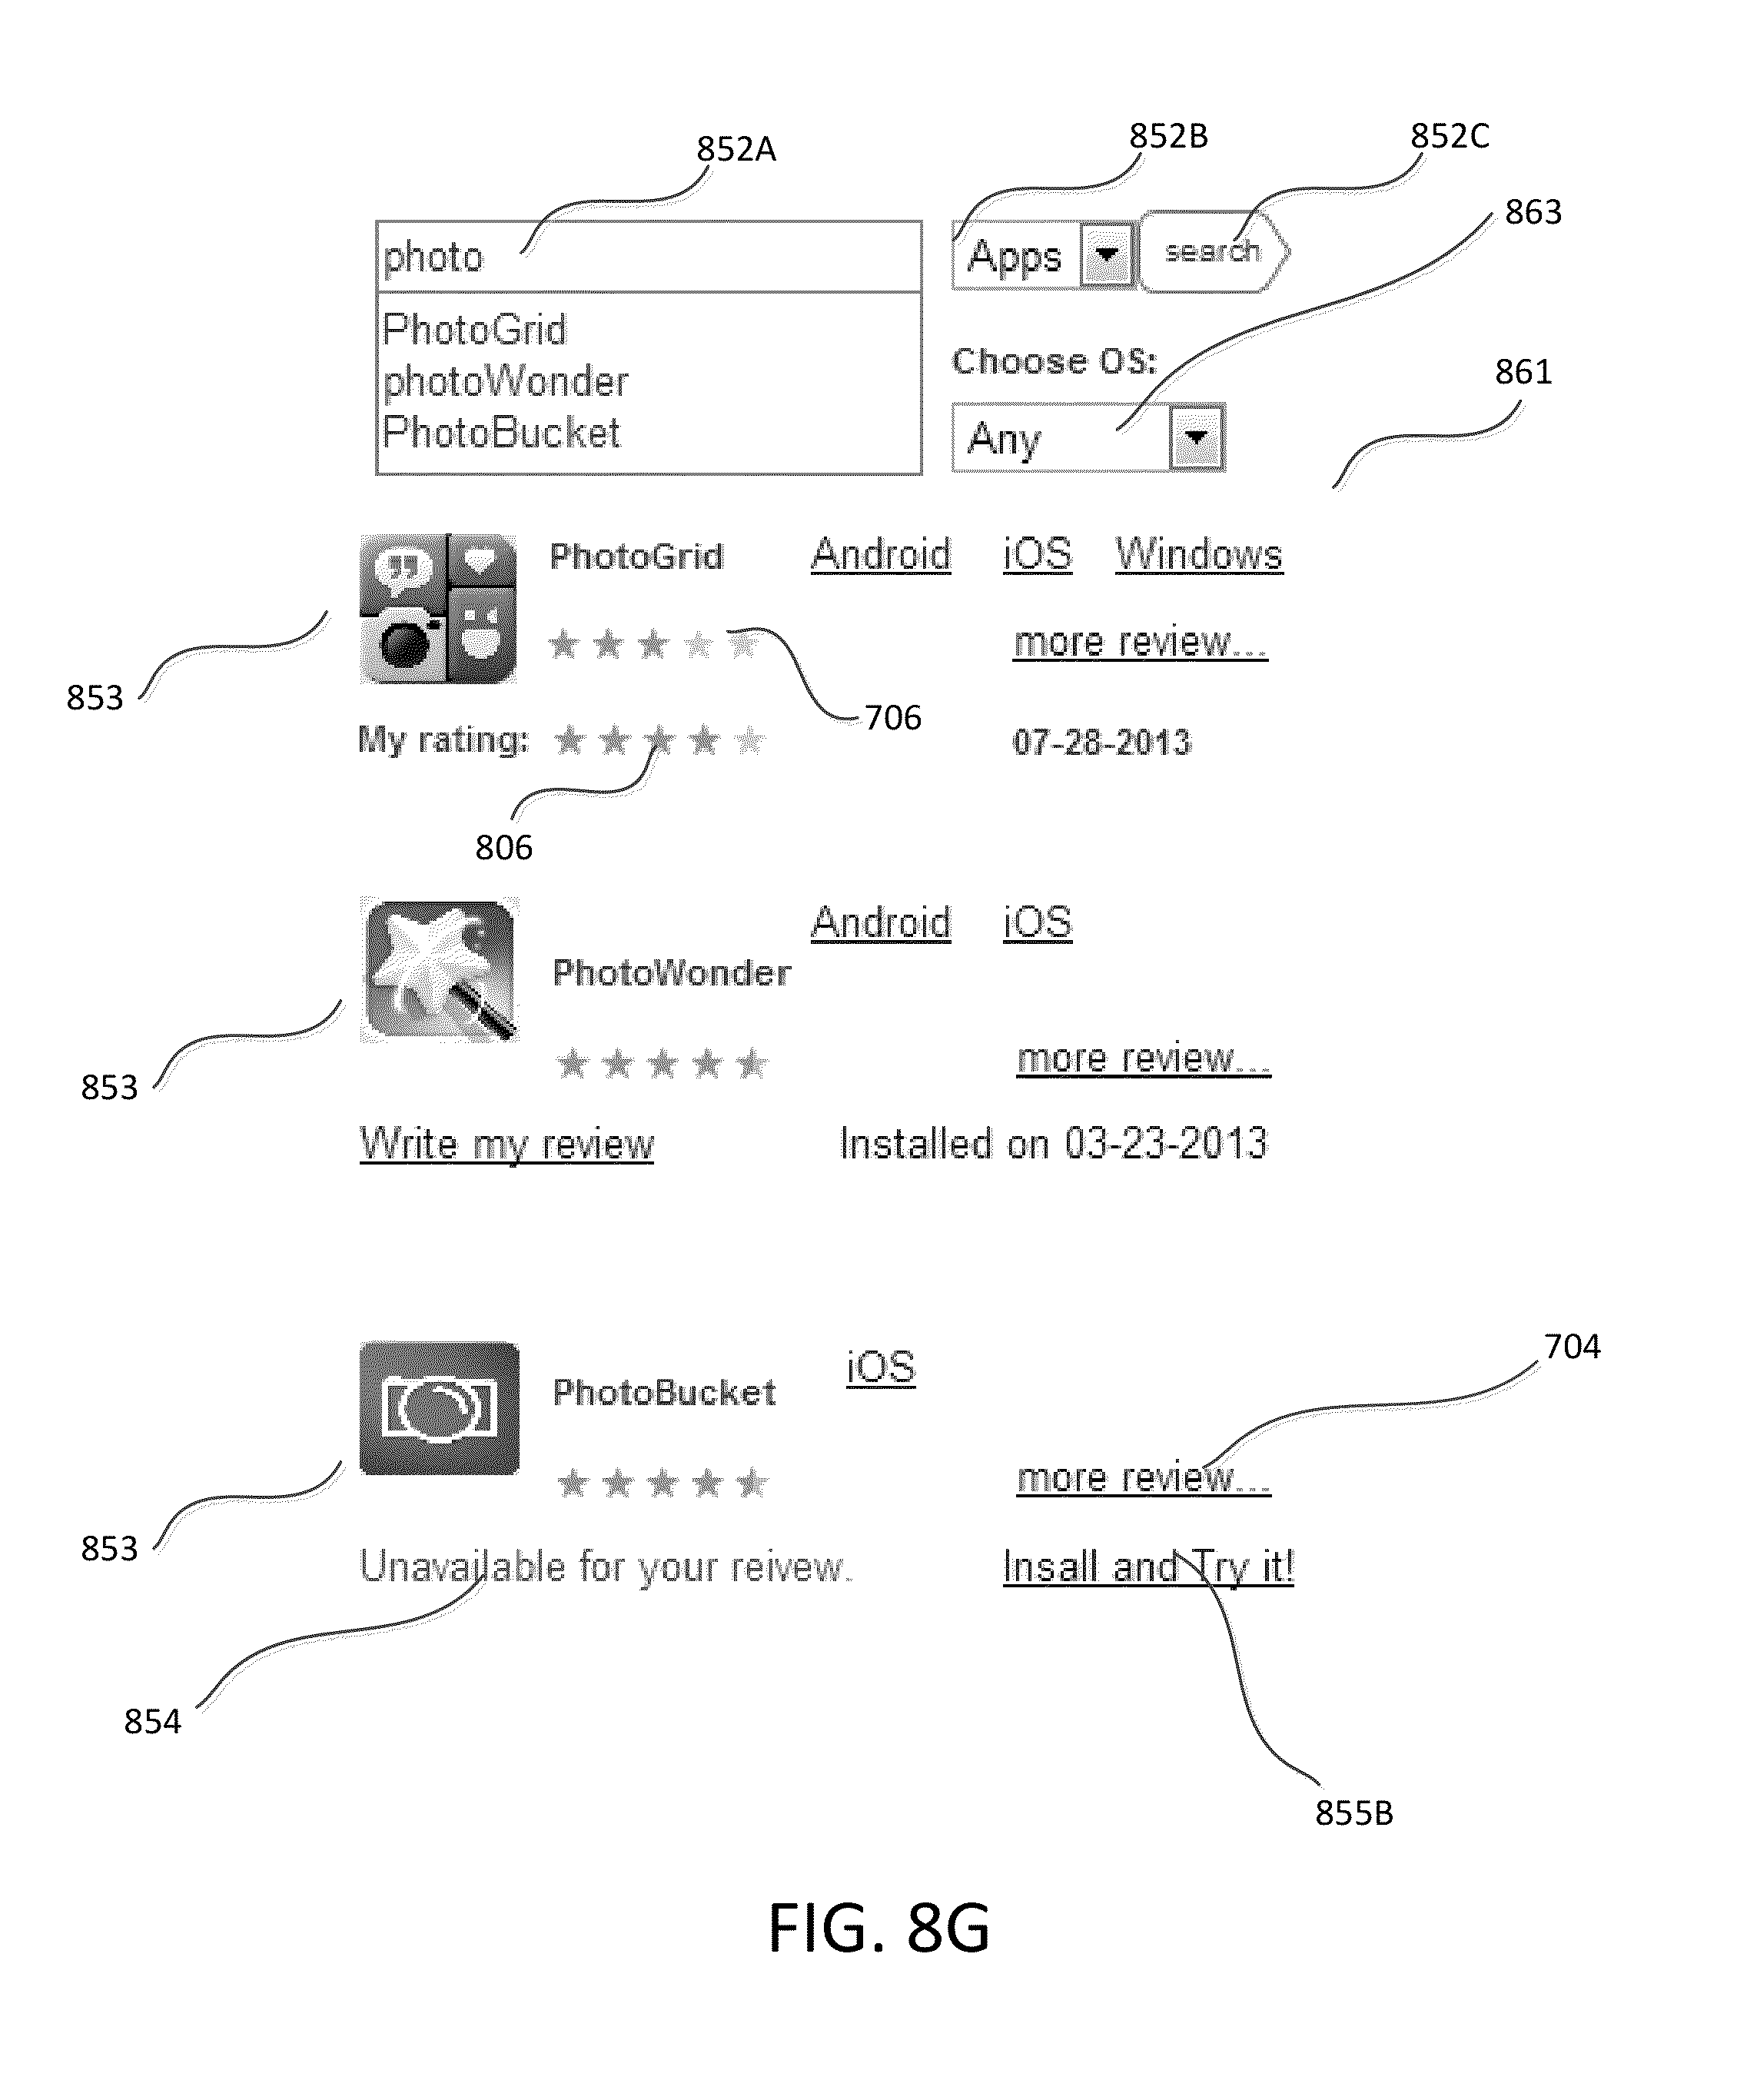 852A
852B
852C
863
photo
Apps
search
PhotoGrid
photoWonder
PhotoBucket
Choose OS:
Any
861
PhotoGrid Android iOS Windows
more review...
853
706
My rating: 07-28-2013
806
Android iOS
PhotoWonder
more review...
853
Write my review Installed on 03-23-2013
704
iOS
PhotoBucket
more review...
853
Unavailable for your reivew. Insall and Try it!
854
855B
FIG. 8G